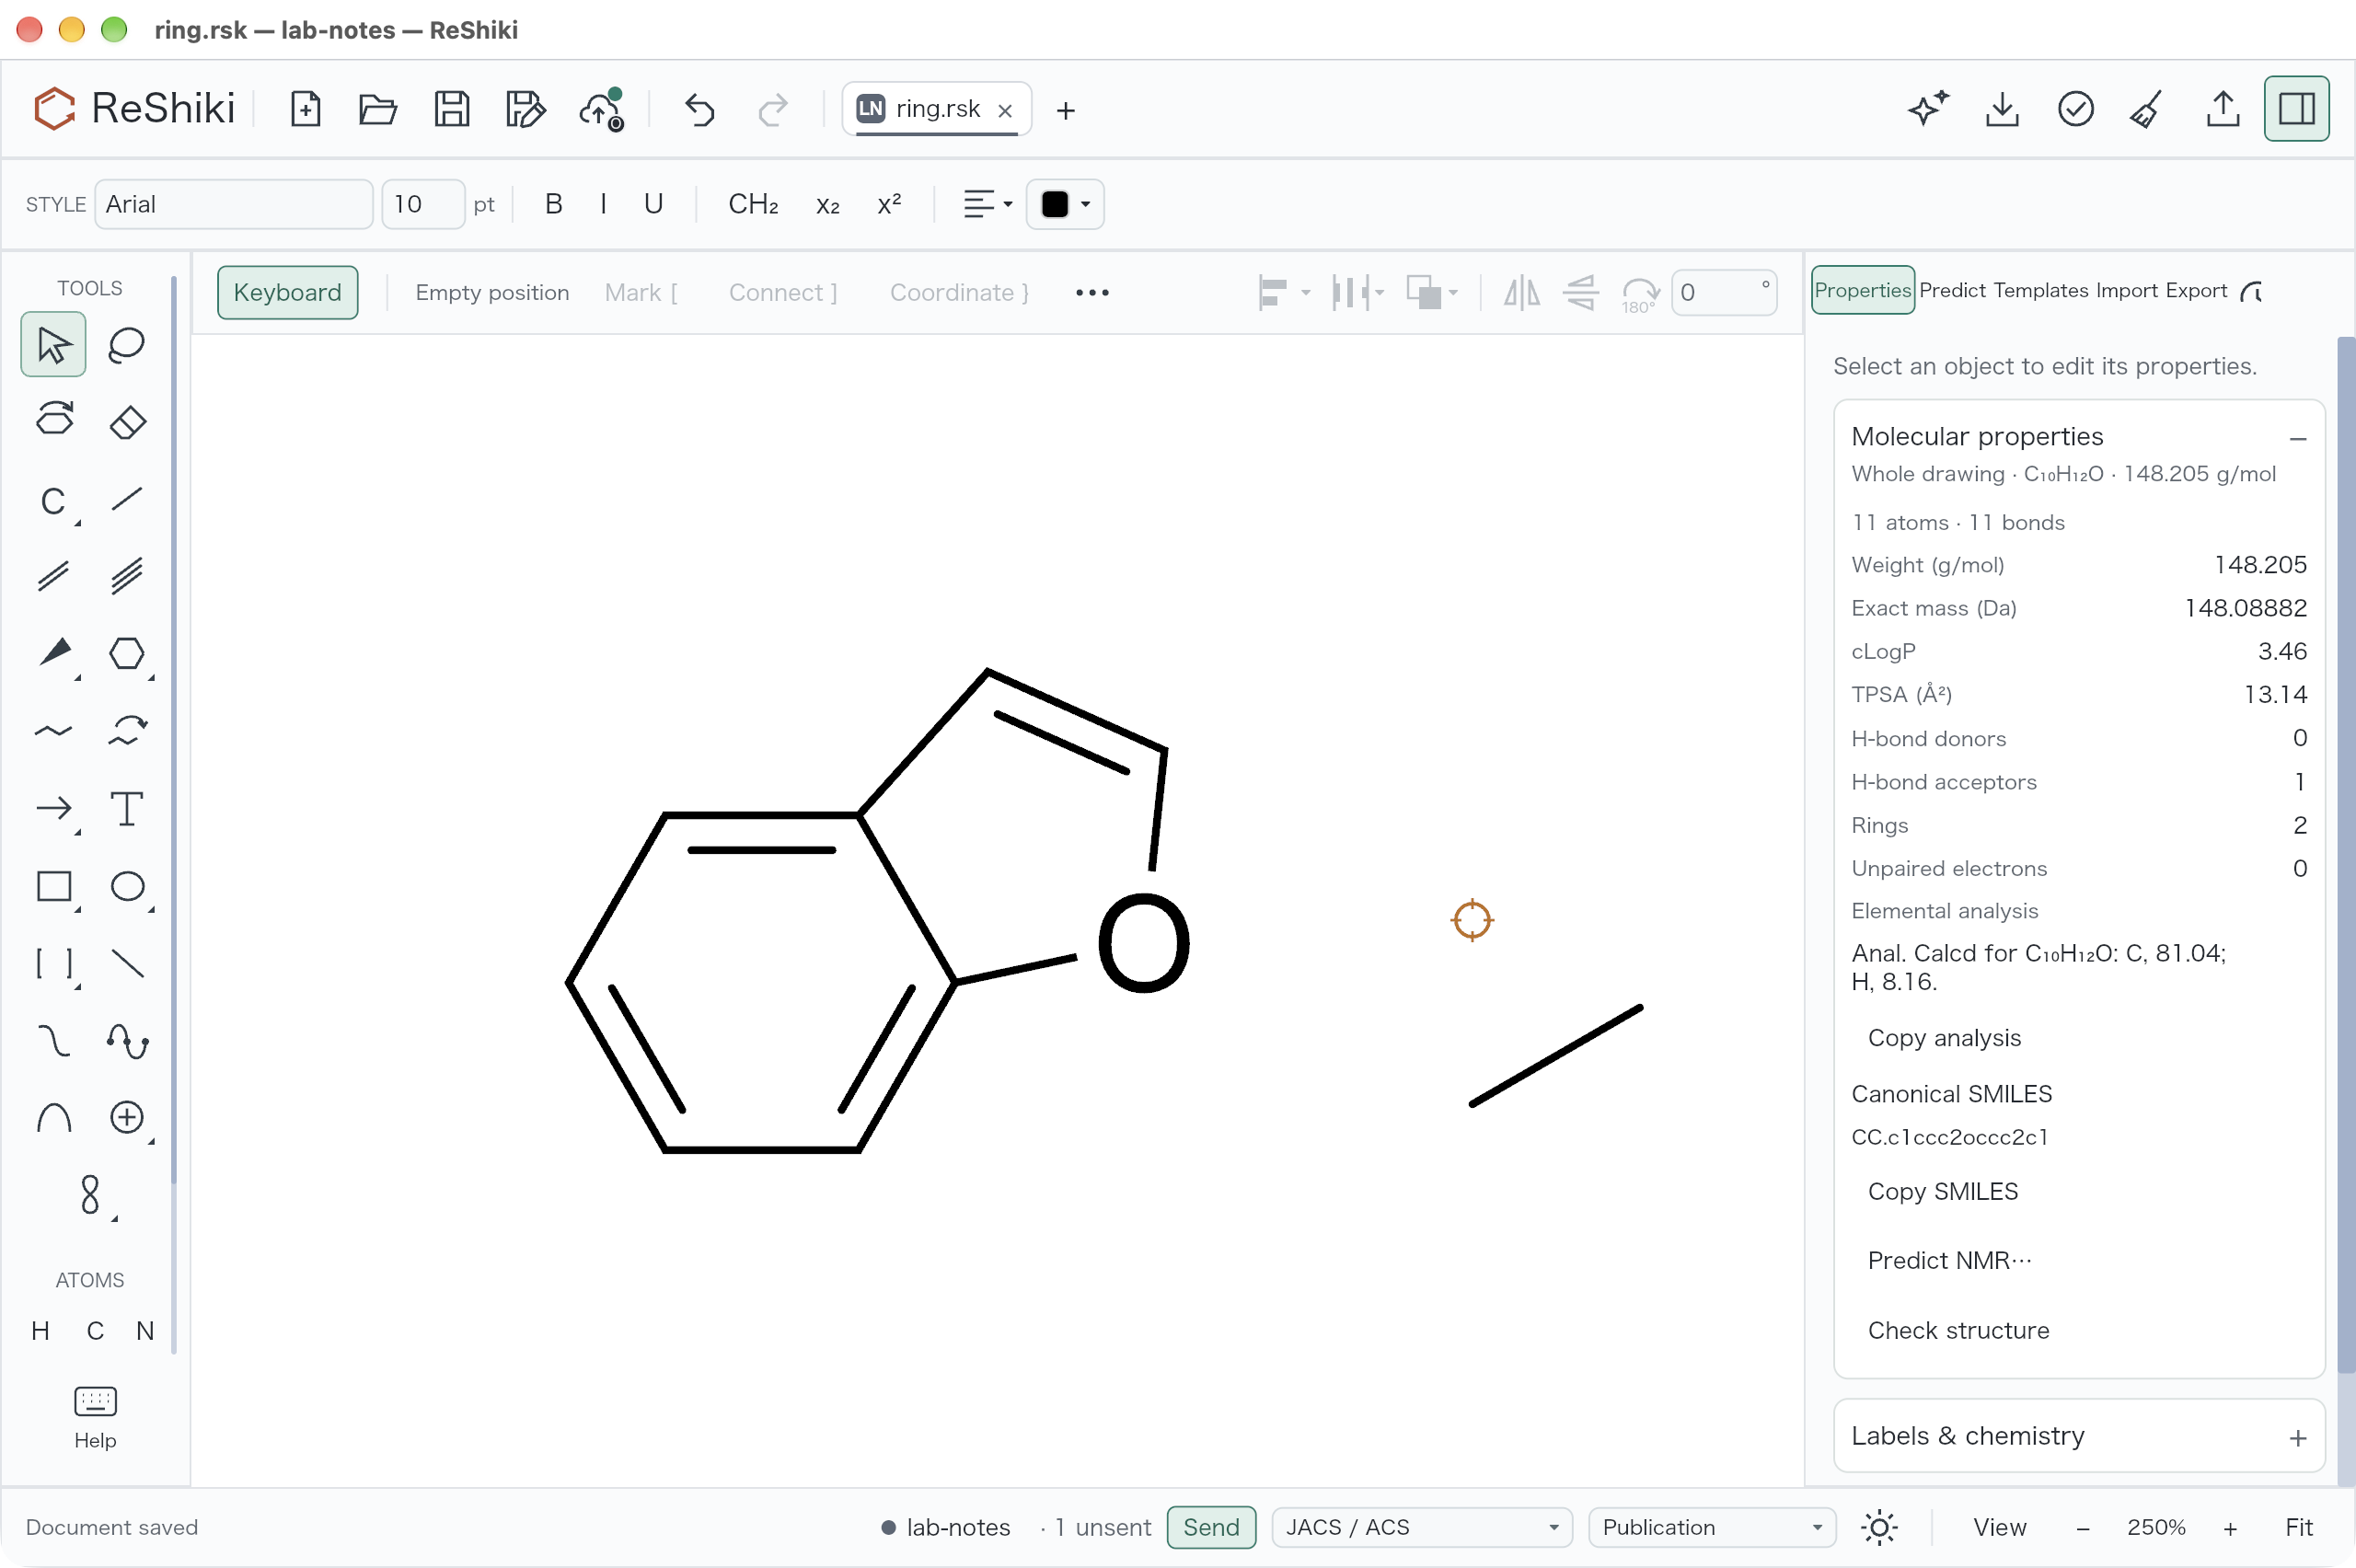 ring.rsk — lab-notes — ReShiki
ReShiki
LN ring.rsk × +
STYLE Arial 10 pt B I U CH₂ x₂ x²
TOOLS
Keyboard Empty position Mark [ Connect ] Coordinate } ••• 180° 0 °
Properties Predict Templates Import Export
C
T
[ ]
ATOMS
H C N
Help
O
Select an object to edit its properties.
Molecular properties −
Whole drawing · C₁₀H₁₂O · 148.205 g/mol
11 atoms · 11 bonds
Weight (g/mol) 148.205
Exact mass (Da) 148.08882
cLogP 3.46
TPSA (Å²) 13.14
H-bond donors 0
H-bond acceptors 1
Rings 2
Unpaired electrons 0
Elemental analysis
Anal. Calcd for C₁₀H₁₂O: C, 81.04;
H, 8.16.
Copy analysis
Canonical SMILES
CC.c1ccc2occc2c1
Copy SMILES
Predict NMR···
Check structure
Labels & chemistry +
Document saved lab-notes · 1 unsent Send JACS / ACS Publication View − 250% + Fit